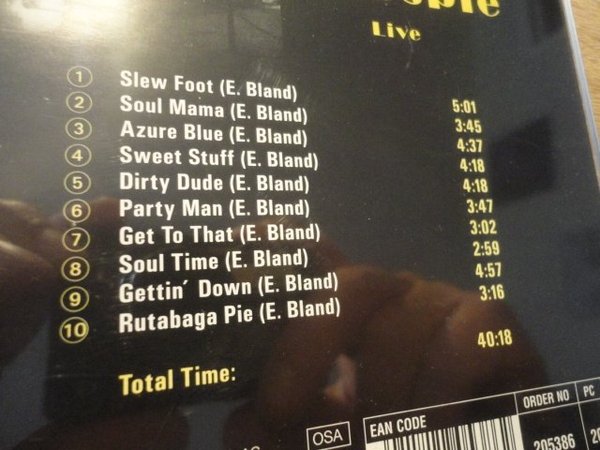 Live
1 Slew Foot (E. Bland) 5:01
2 Soul Mama (E. Bland) 3:45
3 Azure Blue (E. Bland) 4:37
4 Sweet Stuff (E. Bland) 4:18
5 Dirty Dude (E. Bland) 4:18
6 Party Man (E. Bland) 3:47
7 Get To That (E. Bland) 3:02
8 Soul Time (E. Bland) 2:59
9 Gettin' Down (E. Bland) 4:57
10 Rutabaga Pie (E. Bland) 3:16
Total Time: 40:18
OSA EAN CODE ORDER NO PC
205386